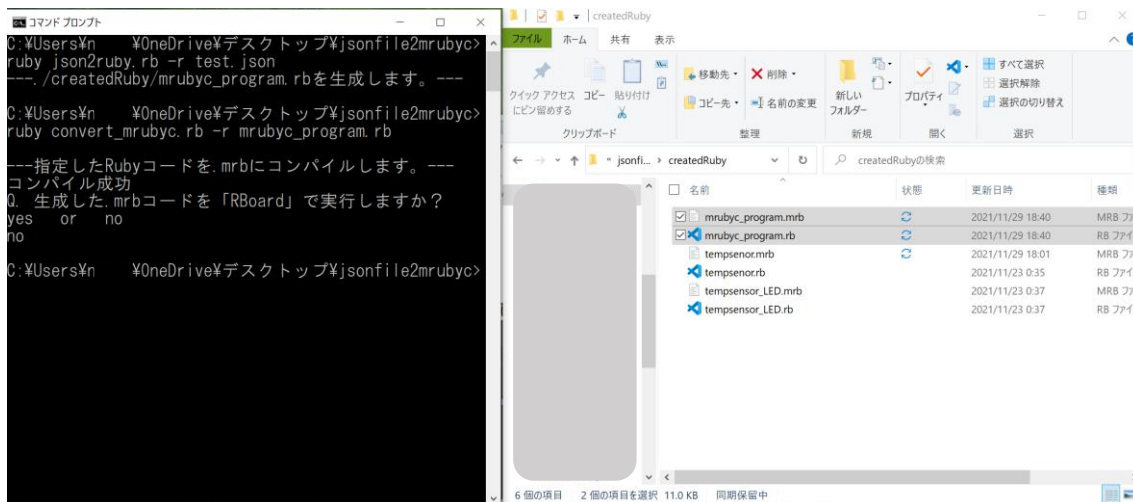 コマンド プロンプト
C:¥Users¥n ¥OneDrive¥デスクトップ¥jsonfile2mrubyc>
ruby json2ruby.rb -r test.json
---./createdRuby/mrubyc_program.rbを生成します。---
C:¥Users¥n ¥OneDrive¥デスクトップ¥jsonfile2mrubyc>
ruby convert_mrubyc.rb -r mrubyc_program.rb
---指定したRubyコードを.mrbにコンパイルします。---
コンパイル成功
Q. 生成した.mrbコードを「RBoard」で実行しますか？
yes or no
no
C:¥Users¥n ¥OneDrive¥デスクトップ¥jsonfile2mrubyc>
createdRuby
ファイル ホーム 共有 表示
クイック アクセスにピン留めする
コピー
貼り付け
移動先
コピー先
削除
名前の変更
新しいフォルダー
プロパティ
すべて選択
選択解除
選択の切り替え
クリップボード 整理 新規 開く 選択
« jsonfi... › createdRuby
createdRubyの検索
名前 状態 更新日時 種類
mrubyc_program.mrb 2021/11/29 18:40 MRB ファ
mrubyc_program.rb 2021/11/29 18:40 RB ファイ
tempsenor.mrb 2021/11/29 18:01 MRB ファ
tempsenor.rb 2021/11/23 0:35 RB ファイ
tempsensor_LED.mrb 2021/11/23 0:37 MRB ファ
tempsensor_LED.rb 2021/11/23 0:37 RB ファイ
6 個の項目 2 個の項目を選択 11.0 KB 同期保留中